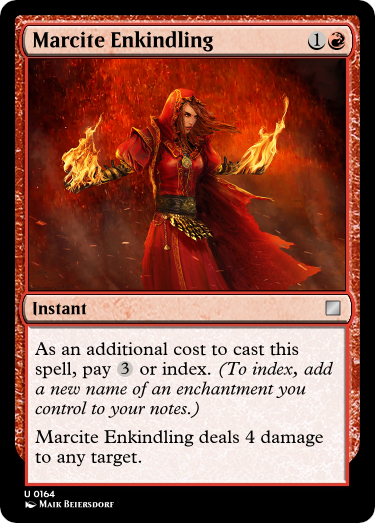 Marcite Enkindling 1
Instant
As an additional cost to cast this
spell, pay 3 or index. (To index, add
a new name of an enchantment you
control to your notes.)
Marcite Enkindling deals 4 damage
to any target.
U 0164
Maik Beiersdorf